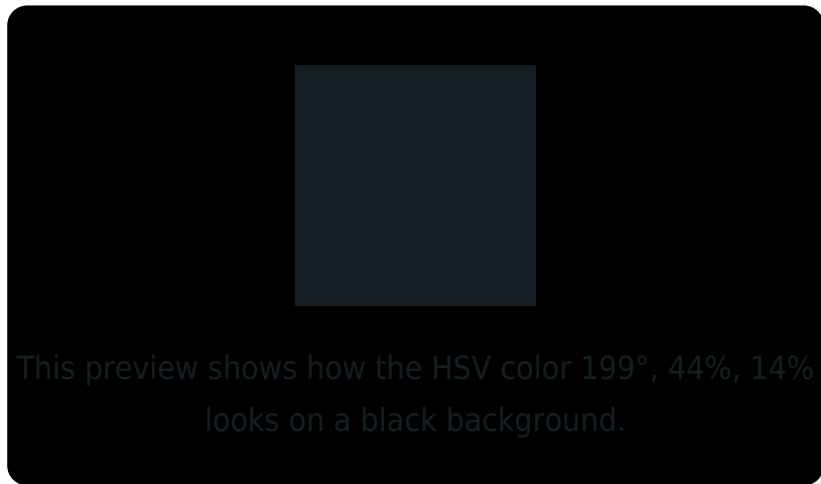 This preview shows how the HSV color 199°, 44%, 14%
looks on a black background.